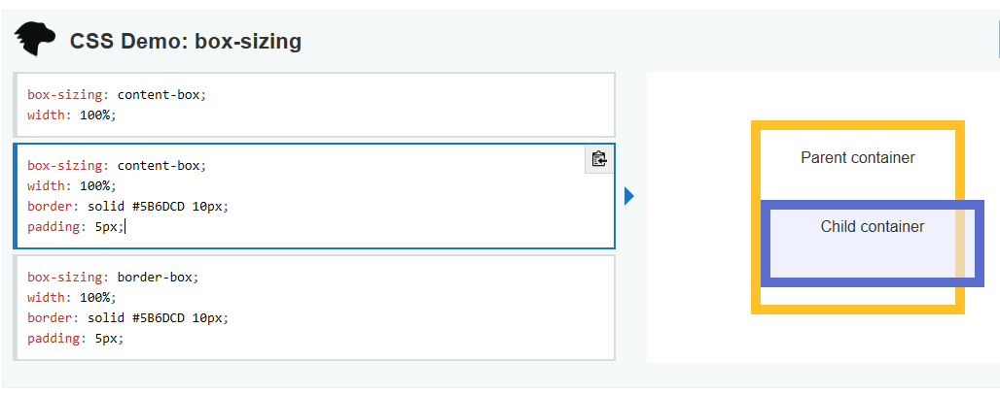 CSS Demo: box-sizing
box-sizing: content-box;
width: 100%;
box-sizing: content-box;
width: 100%;
border: solid #5B6DCD 10px;
padding: 5px;
box-sizing: border-box;
width: 100%;
border: solid #5B6DCD 10px;
padding: 5px;
Parent container
Child container